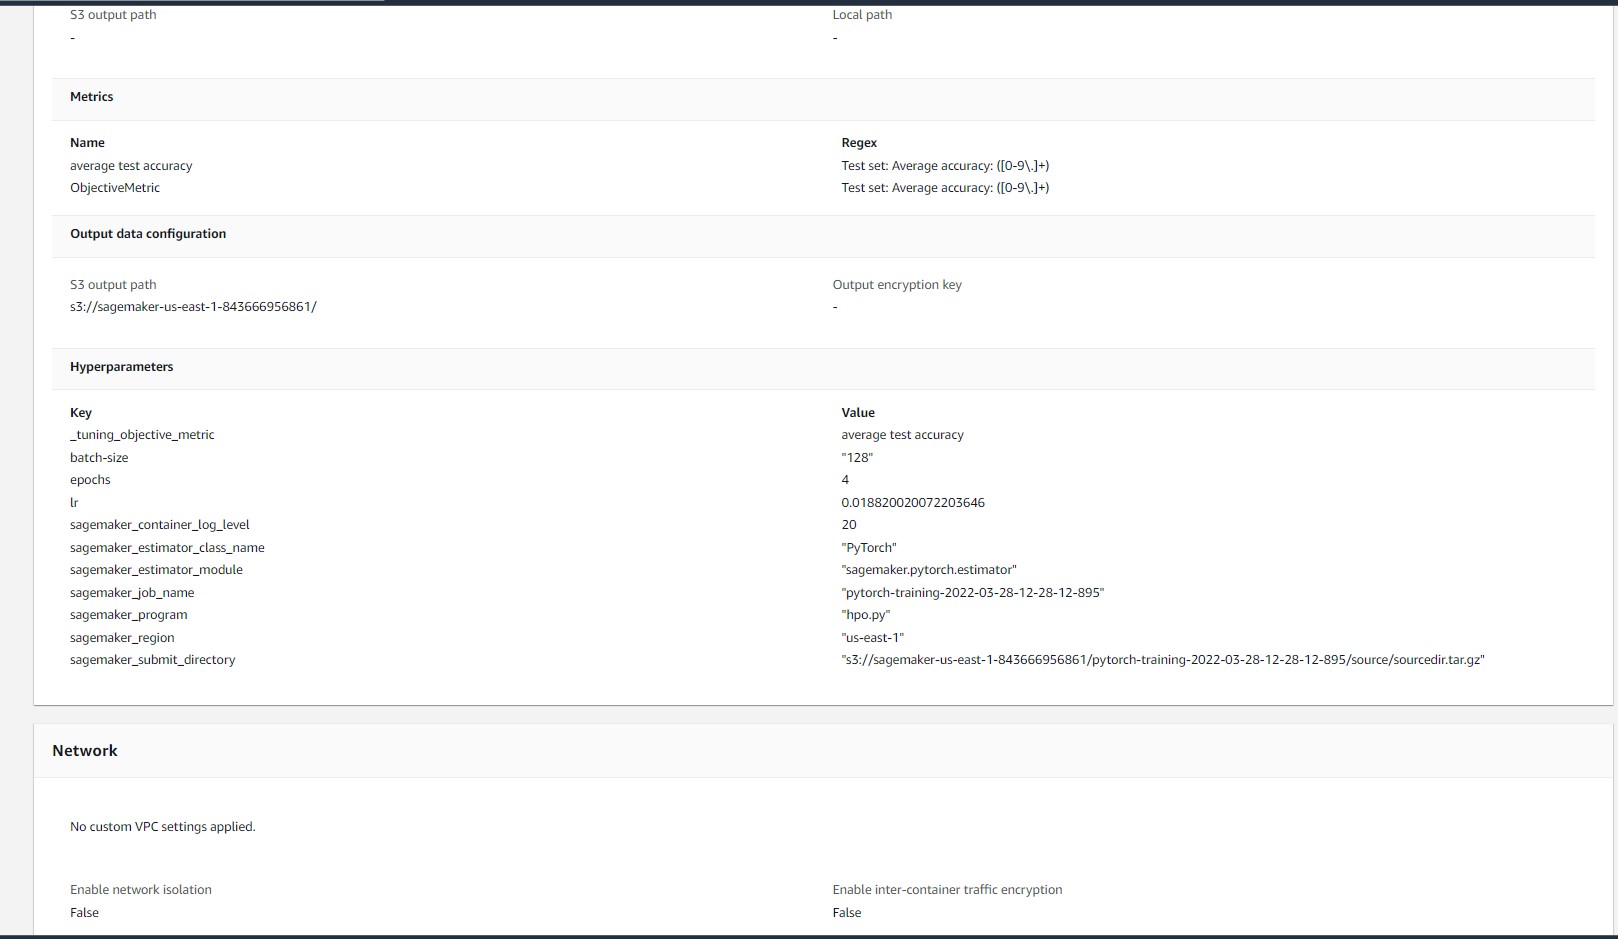 S3 output path Local path
- -
Metrics
Name Regex
average test accuracy Test set: Average accuracy: ([0-9\.]+)
ObjectiveMetric Test set: Average accuracy: ([0-9\.]+)
Output data configuration
S3 output path Output encryption key
s3://sagemaker-us-east-1-843666956861/ -
Hyperparameters
Key Value
_tuning_objective_metric average test accuracy
batch-size "128"
epochs 4
lr 0.018820020072203646
sagemaker_container_log_level 20
sagemaker_estimator_class_name "PyTorch"
sagemaker_estimator_module "sagemaker.pytorch.estimator"
sagemaker_job_name "pytorch-training-2022-03-28-12-28-12-895"
sagemaker_program "hpo.py"
sagemaker_region "us-east-1"
sagemaker_submit_directory "s3://sagemaker-us-east-1-843666956861/pytorch-training-2022-03-28-12-28-12-895/source/sourcedir.tar.gz"
Network
No custom VPC settings applied.
Enable network isolation Enable inter-container traffic encryption
False False